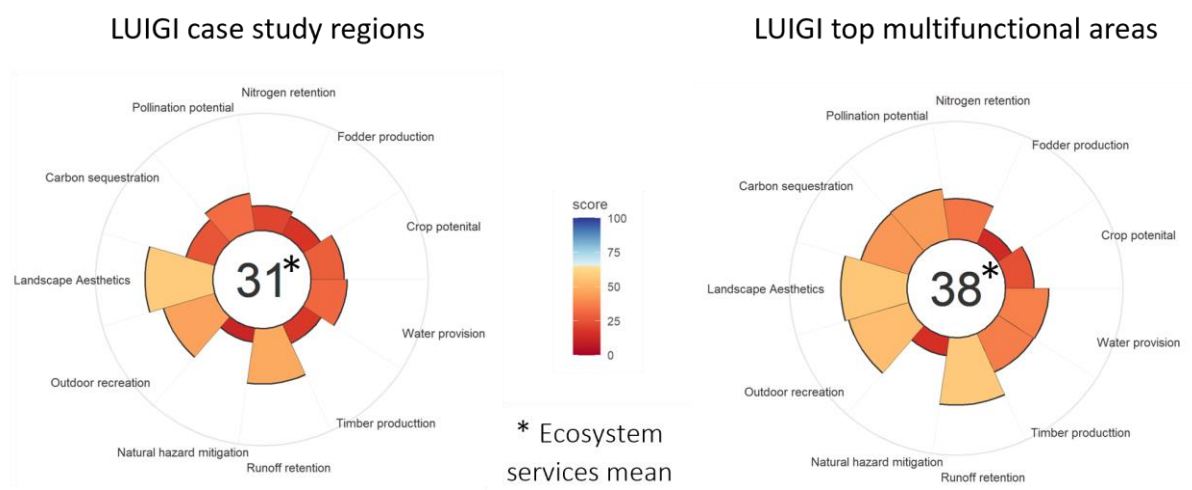 LUIGI case study regions
Nitrogen retention
Pollination potential
Fodder production
Carbon sequestration
Crop potenital
Landscape Aesthetics
31*
Water provision
Outdoor recreation
Timber producttion
Natural hazard mitigation
Runoff retention
score
100
75
50
25
0
* Ecosystem
services mean
LUIGI top multifunctional areas
Nitrogen retention
Pollination potential
Fodder production
Carbon sequestration
Crop potenital
Landscape Aesthetics
38*
Water provision
Outdoor recreation
Timber producttion
Natural hazard mitigation
Runoff retention